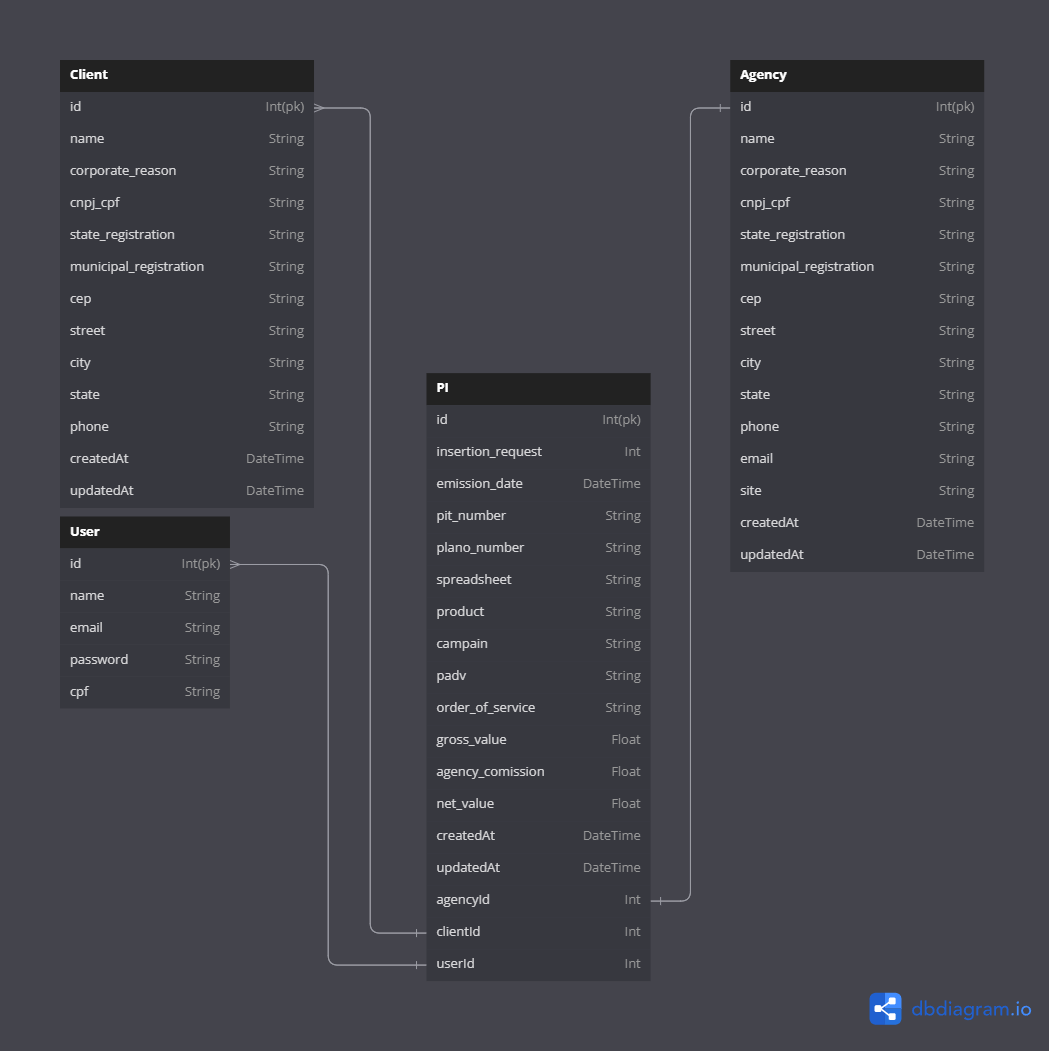 Client
id Int(pk)
name String
corporate_reason String
cnpj_cpf String
state_registration String
municipal_registration String
cep String
street String
city String
state String
phone String
createdAt DateTime
updatedAt DateTime
User
id Int(pk)
name String
email String
password String
cpf String
PI
id Int(pk)
insertion_request Int
emission_date DateTime
pit_number String
plano_number String
spreadsheet String
product String
campain String
padv String
order_of_service String
gross_value Float
agency_comission Float
net_value Float
createdAt DateTime
updatedAt DateTime
agencyId Int
clientId Int
userId Int
Agency
id Int(pk)
name String
corporate_reason String
cnpj_cpf String
state_registration String
municipal_registration String
cep String
street String
city String
state String
phone String
email String
site String
createdAt DateTime
updatedAt DateTime
dbdiagram.io